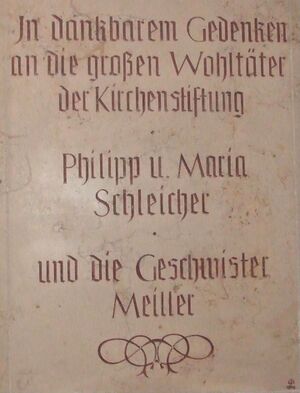 In dankbarem Gedenken
an die großen Wohltäter
der Kirchenstiftung
Philipp u. Maria
Schleicher
und die Geschwister
Meiller